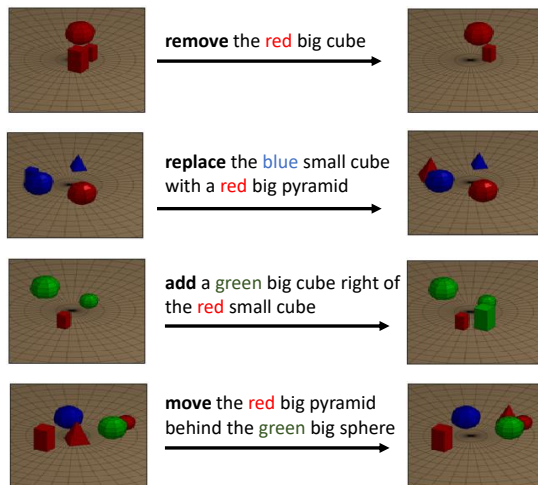 remove the red big cube
replace the blue small cube
with a red big pyramid
add a green big cube right of
the red small cube
move the red big pyramid
behind the green big sphere